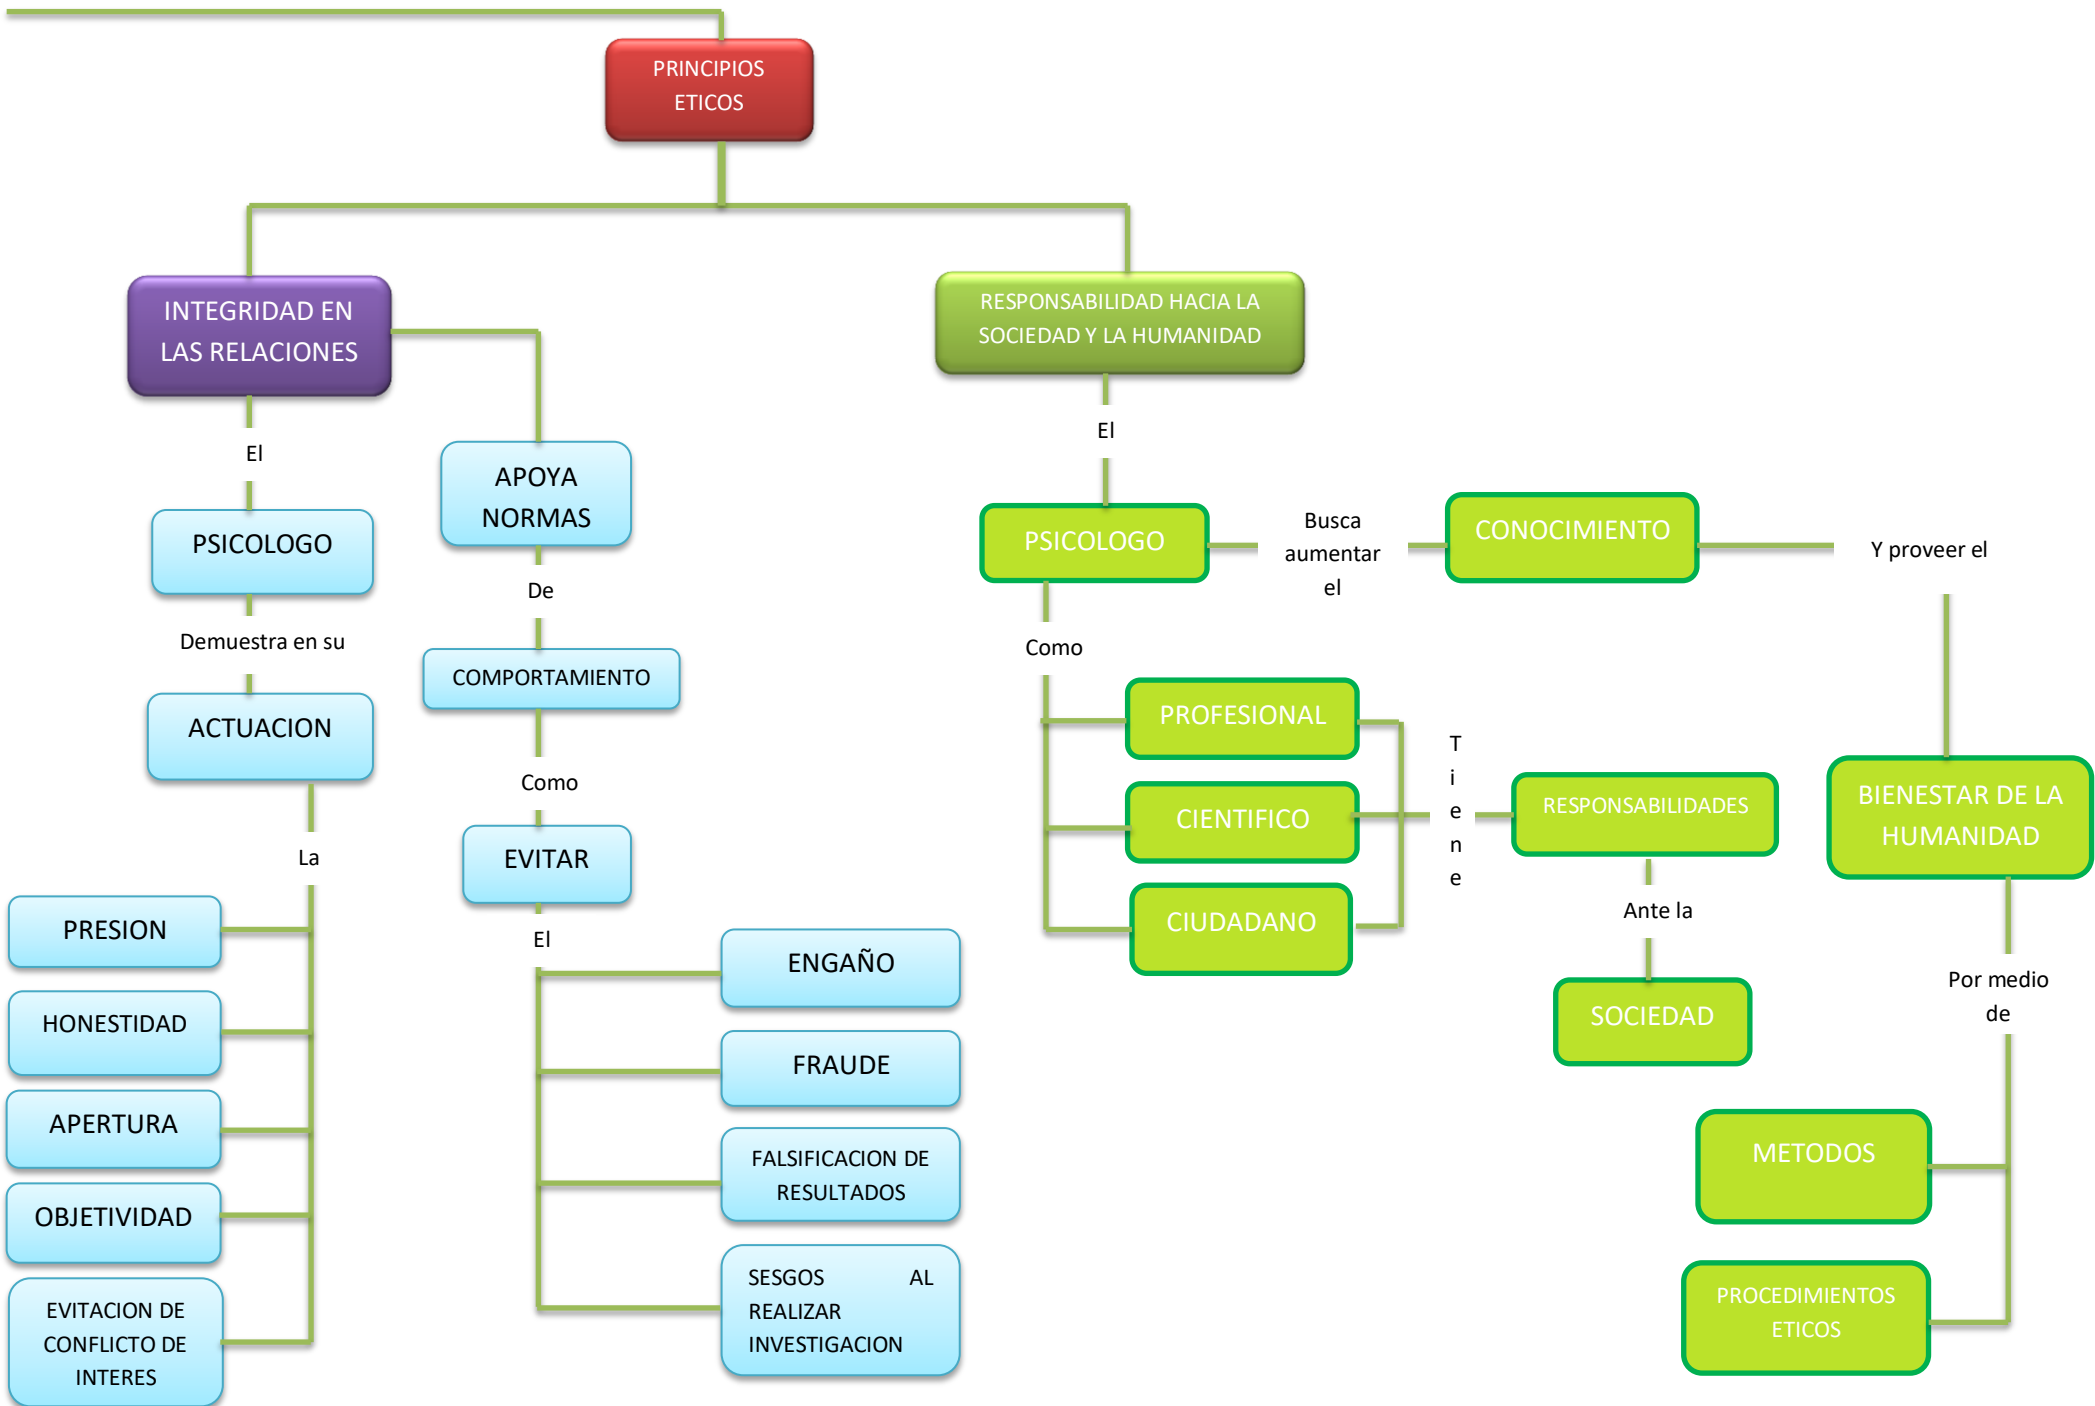 PRINCIPIOS
ETICOS
INTEGRIDAD EN
LAS RELACIONES
El
PSICOLOGO
Demuestra en su
ACTUACION
La
PRESION
HONESTIDAD
APERTURA
OBJETIVIDAD
EVITACION DE
CONFLICTO DE
INTERES
APOYA
NORMAS
De
COMPORTAMIENTO
Como
EVITAR
El
ENGAÑO
FRAUDE
FALSIFICACION DE
RESULTADOS
SESGOS AL
REALIZAR
INVESTIGACION
RESPONSABILIDAD HACIA LA
SOCIEDAD Y LA HUMANIDAD
El
PSICOLOGO
Como
PROFESIONAL
CIENTIFICO
CIUDADANO
Tiene
RESPONSABILIDADES
Ante la
SOCIEDAD
Busca
aumentar
el
CONOCIMIENTO
Y proveer el
BIENESTAR DE LA
HUMANIDAD
Por medio
de
METODOS
PROCEDIMIENTOS
ETICOS